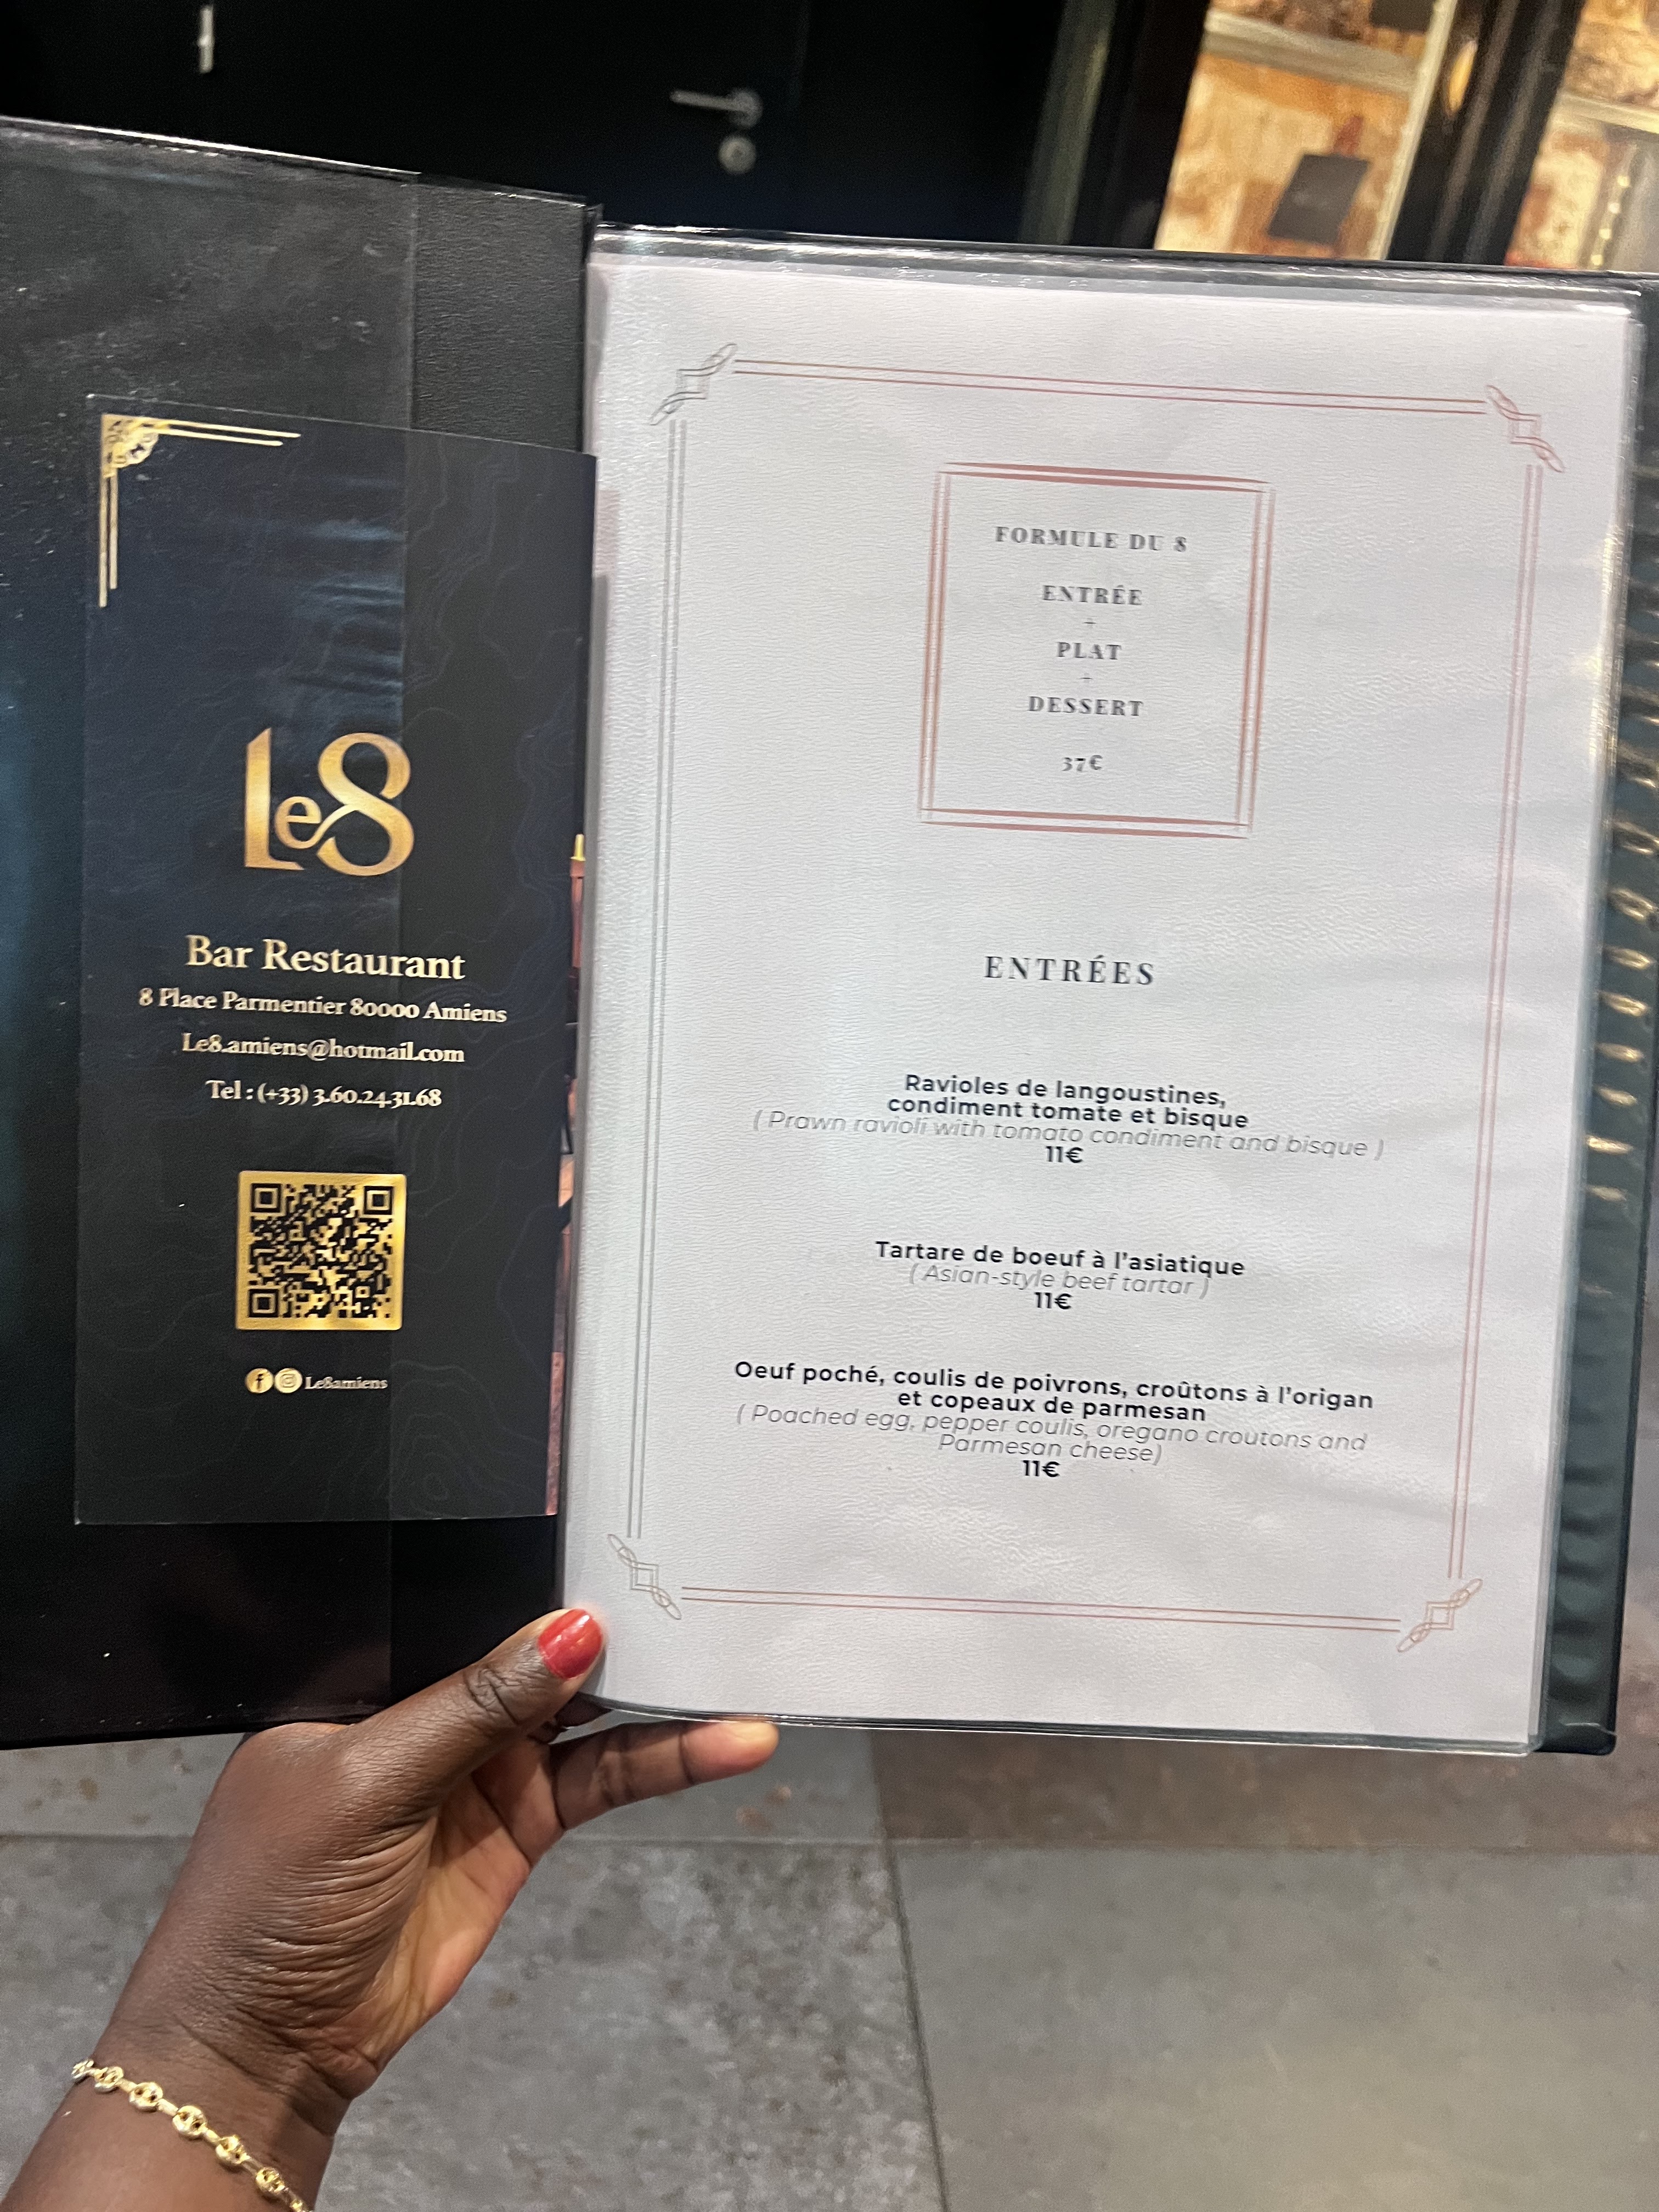 Le8
Bar Restaurant
8 Place Parmentier 80000 Amiens
Le8.amiens@hotmail.com
Tel : (+33) 3.60.24.31.68
Le8amiens
FORMULE DU 8
ENTRÉE
+
PLAT
+
DESSERT
37€
ENTRÉES
Ravioles de langoustines,
condiment tomate et bisque
( Prawn ravioli with tomato condiment and bisque )
11€
Tartare de boeuf à l'asiatique
( Asian-style beef tartar )
11€
Oeuf poché, coulis de poivrons, croûtons à l'origan
et copeaux de parmesan
( Poached egg, pepper coulis, oregano croutons and
Parmesan cheese)
11€